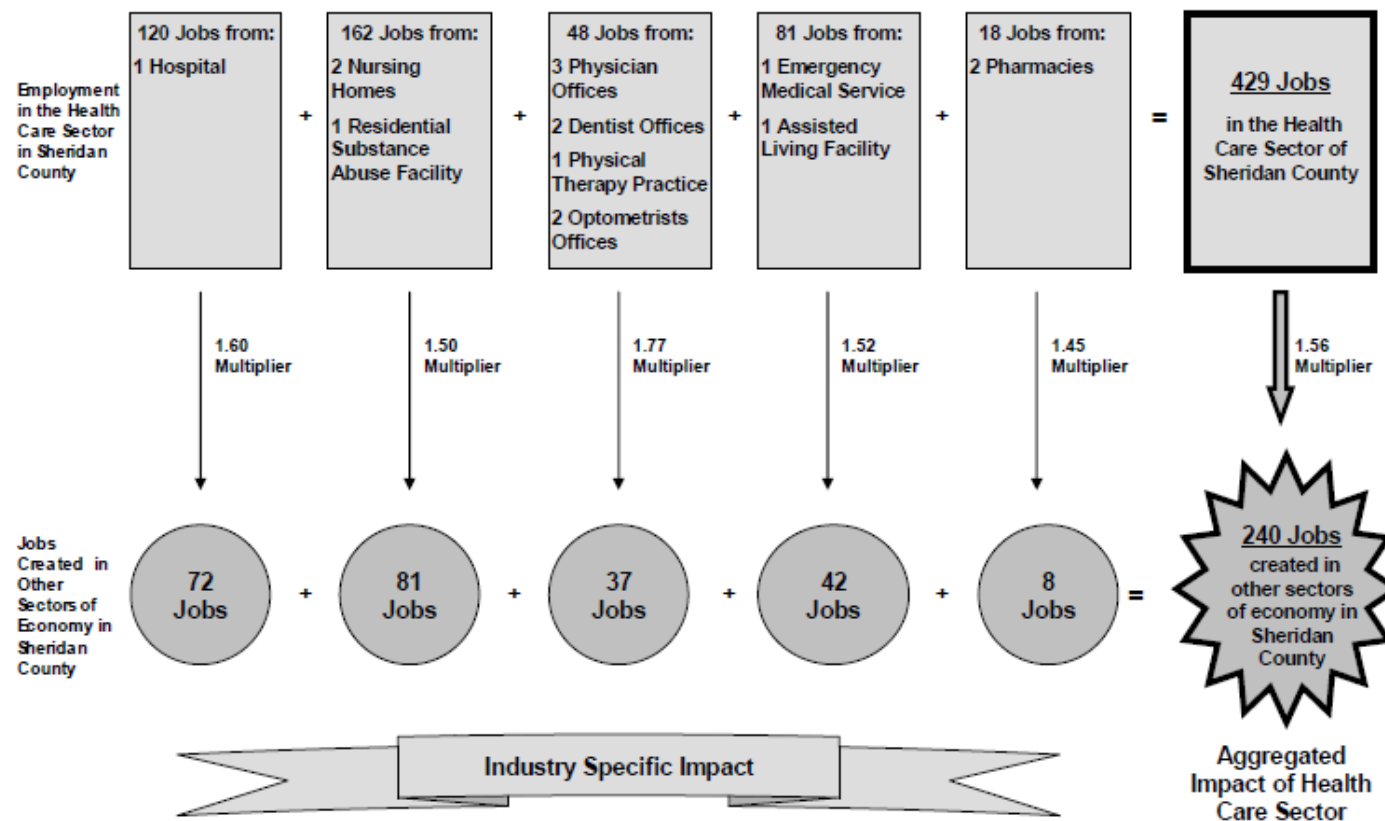 120 Jobs from:
1 Hospital
162 Jobs from:
2 Nursing
Homes
1 Residential
Substance
Abuse Facility
48 Jobs from:
3 Physician
Offices
2 Dentist Offices
1 Physical
Therapy Practice
2 Optometrists
Offices
81 Jobs from:
1 Emergency
Medical Service
1 Assisted
Living Facility
18 Jobs from:
2 Pharmacies
429 Jobs
in the Health
Care Sector of
Sheridan County
Employment
in the Health
Care Sector
in Sheridan
County
+
+
+
+
=
1.60
Multiplier
1.50
Multiplier
1.77
Multiplier
1.52
Multiplier
1.45
Multiplier
1.56
Multiplier
Jobs
Created in
Other
Sectors of
Economy in
Sheridan
County
72
Jobs
+
81
Jobs
+
37
Jobs
+
42
Jobs
+
8
Jobs
=
240 Jobs
created in
other sectors
of economy in
Sheridan
County
Industry Specific Impact
Aggregated
Impact of Health
Care Sector